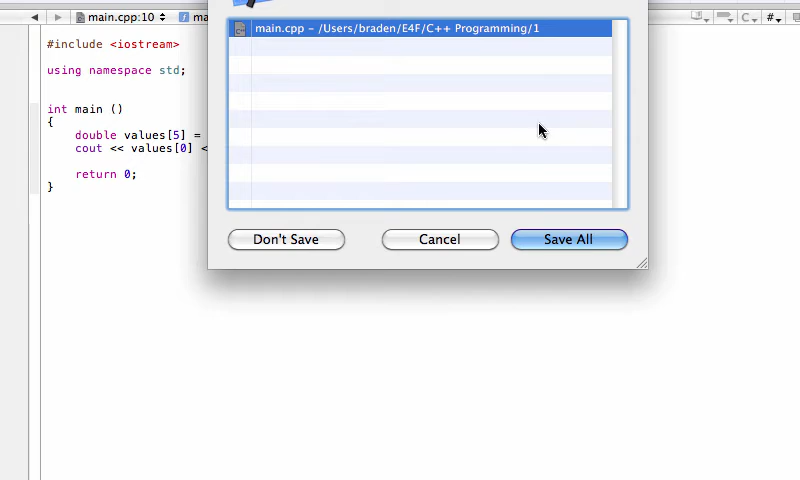 main.cpp:10
ma
C
#
main.cpp – /Users/braden/E4F/C++ Programming/1
#include <iostream>
using namespace std;
int main ()
{
double values[5] =
cout << values[0] <
return 0;
}
Don't Save
Cancel
Save All